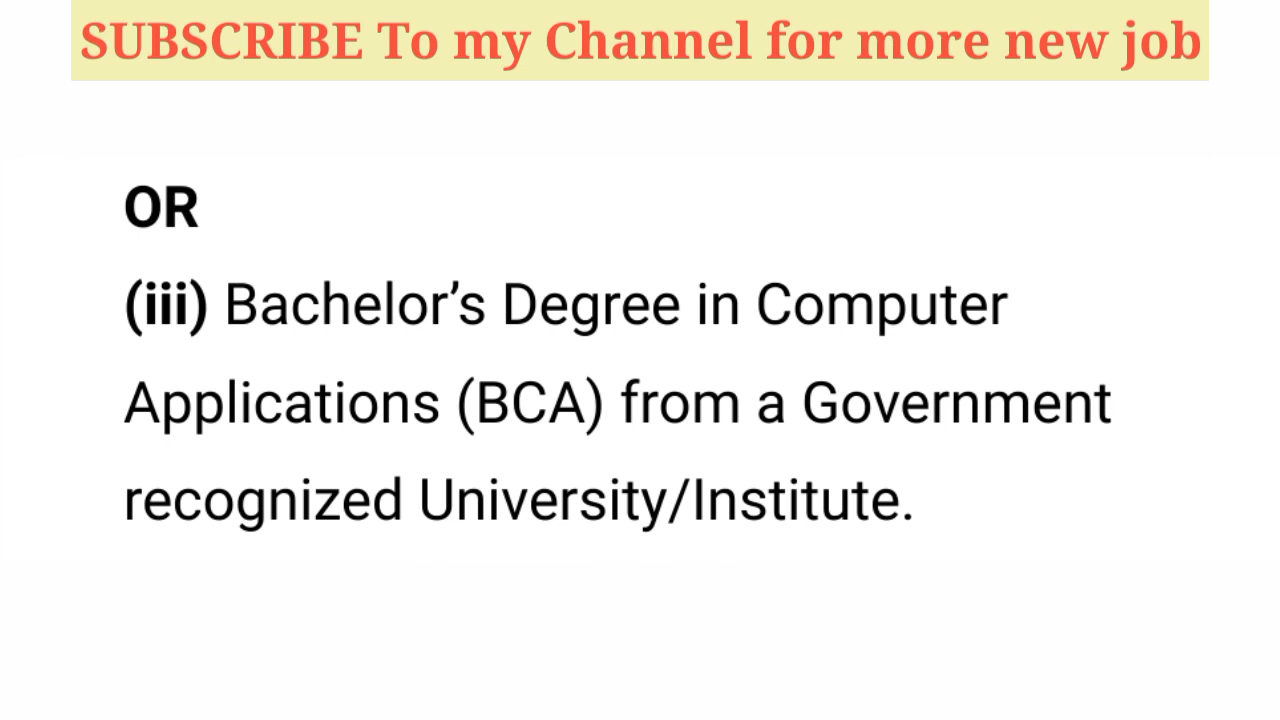 SUBSCRIBE To my Channel for more new job
OR
(iii) Bachelor’s Degree in Computer
Applications (BCA) from a Government
recognized University/Institute.